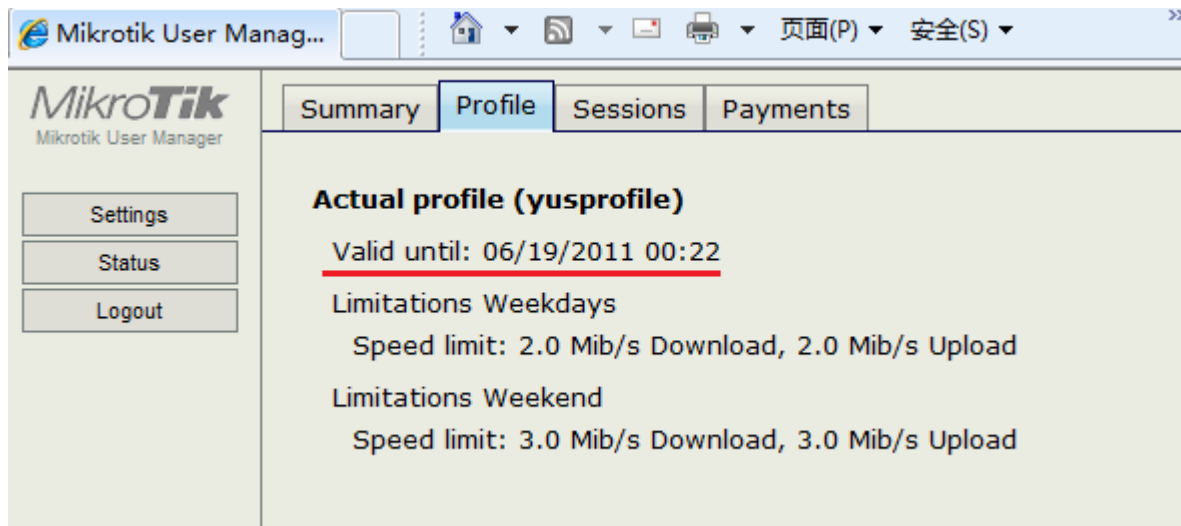 Mikrotik User Manag...
页面(P)
安全(S)
»
MikroTik
Mikrotik User Manager
Settings
Status
Logout
Summary
Profile
Sessions
Payments
Actual profile (yusprofile)
Valid until: 06/19/2011 00:22
Limitations Weekdays
Speed limit: 2.0 Mib/s Download, 2.0 Mib/s Upload
Limitations Weekend
Speed limit: 3.0 Mib/s Download, 3.0 Mib/s Upload